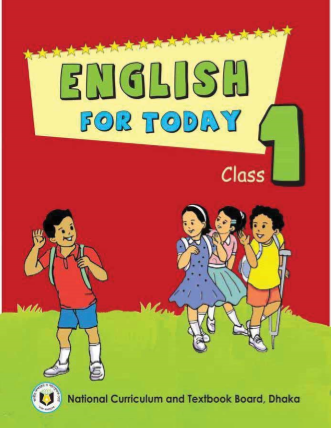 ENGLISH
FOR TODAY
Class 1
National Curriculum and Textbook Board, Dhaka